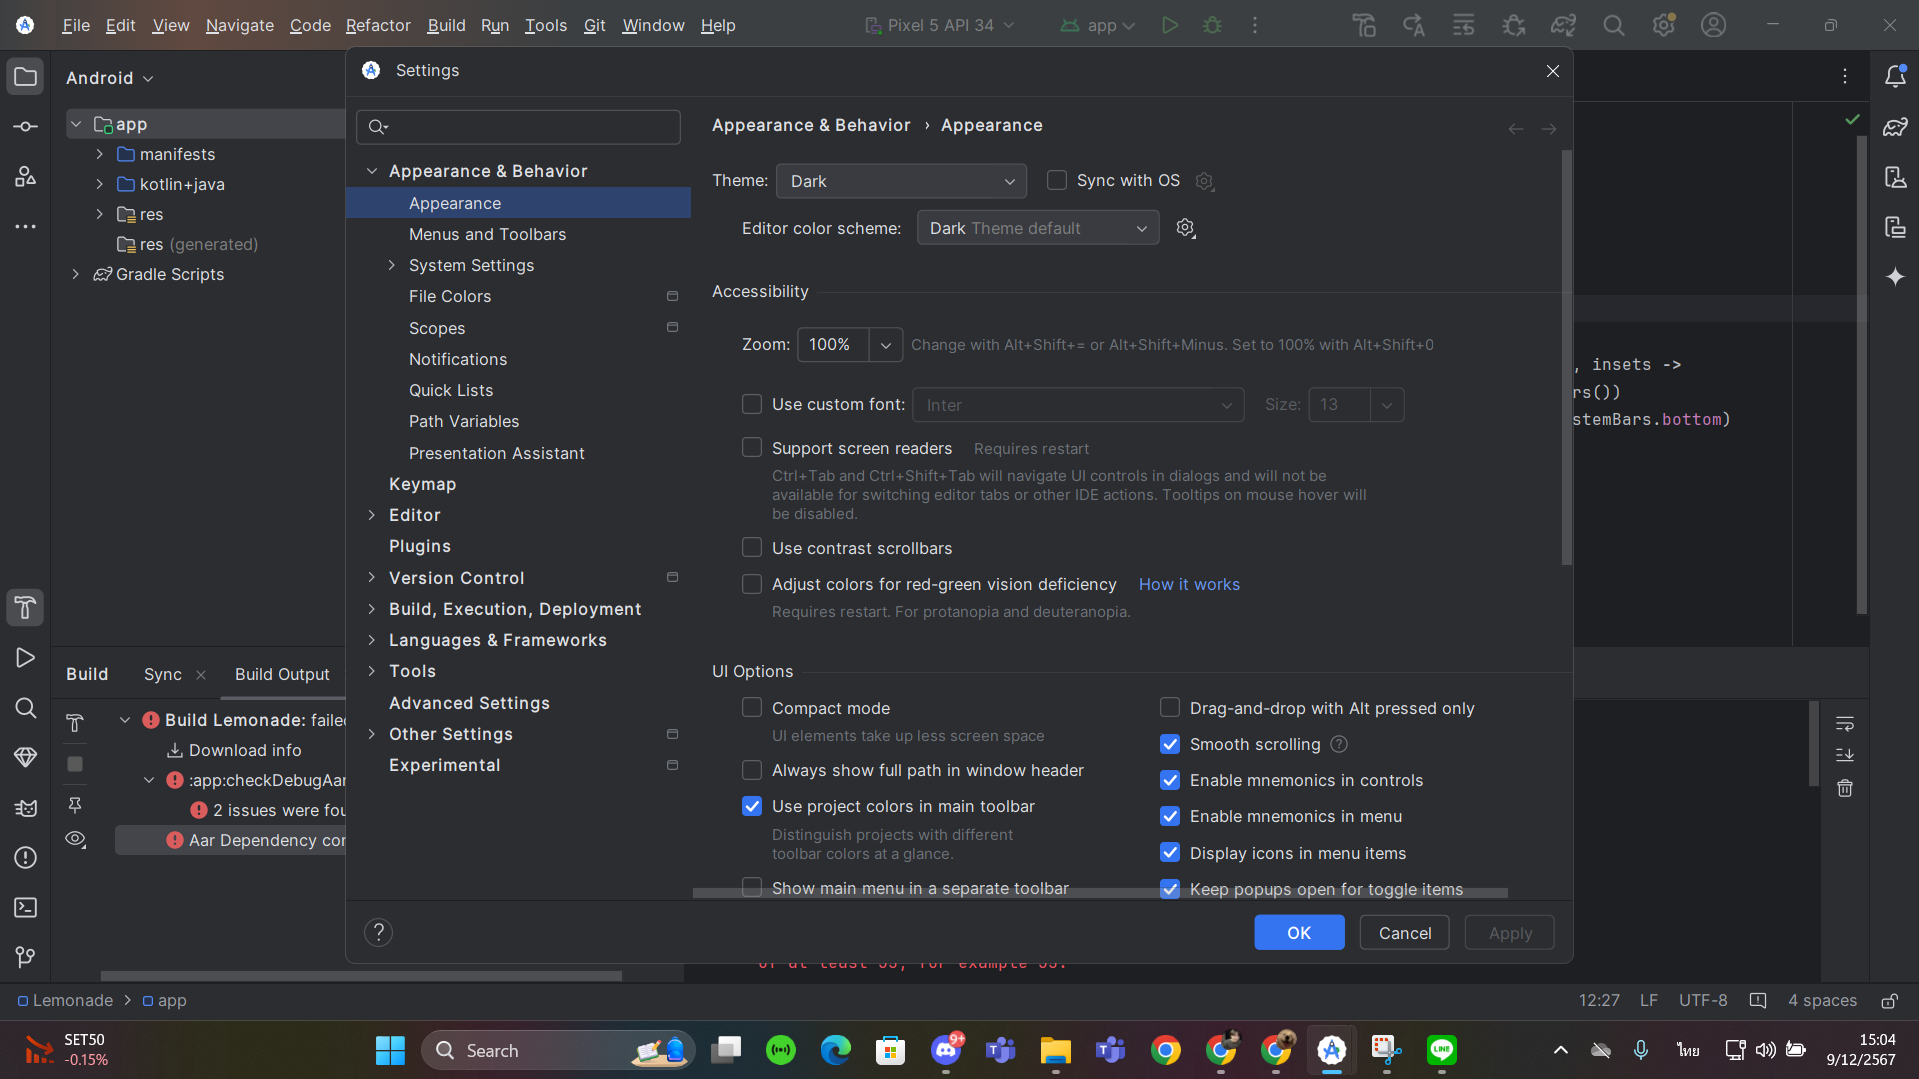 File Edit View Navigate Code Refactor Build Run Tools Git Window Help Pixel 5 API 34 app
Android
app
manifests
kotlin+java
res
res (generated)
Gradle Scripts
Settings
Appearance & Behavior
Appearance
Menus and Toolbars
System Settings
File Colors
Scopes
Notifications
Quick Lists
Path Variables
Presentation Assistant
Keymap
Editor
Plugins
Version Control
Build, Execution, Deployment
Languages & Frameworks
Tools
Advanced Settings
Other Settings
Experimental
Appearance & Behavior › Appearance
Theme: Dark Sync with OS
Editor color scheme: Dark Theme default
Accessibility
Zoom: 100% Change with Alt+Shift+= or Alt+Shift+Minus. Set to 100% with Alt+Shift+0
Use custom font: Inter Size: 13
Support screen readers Requires restart
Ctrl+Tab and Ctrl+Shift+Tab will navigate UI controls in dialogs and will not be
available for switching editor tabs or other IDE actions. Tooltips on mouse hover will
be disabled.
Use contrast scrollbars
Adjust colors for red-green vision deficiency How it works
Requires restart. For protanopia and deuteranopia.
UI Options
Compact mode
UI elements take up less screen space
Always show full path in window header
Use project colors in main toolbar
Distinguish projects with different
toolbar colors at a glance.
Show main menu in a separate toolbar
Drag-and-drop with Alt pressed only
Smooth scrolling ?
Enable mnemonics in controls
Enable mnemonics in menu
Display icons in menu items
Keep popups open for toggle items
? OK Cancel Apply
, insets ->
rs())
stemBars.bottom)
Build Sync Build Output
Build Lemonade: failed
Download info
:app:checkDebugAar
2 issues were fou
Aar Dependency con
of at least 35, for example 35.
Lemonade > app 12:27 LF UTF-8 4 spaces
SET50
-0.15%
Search
9+
LINE
ไทย
15:04
9/12/2567